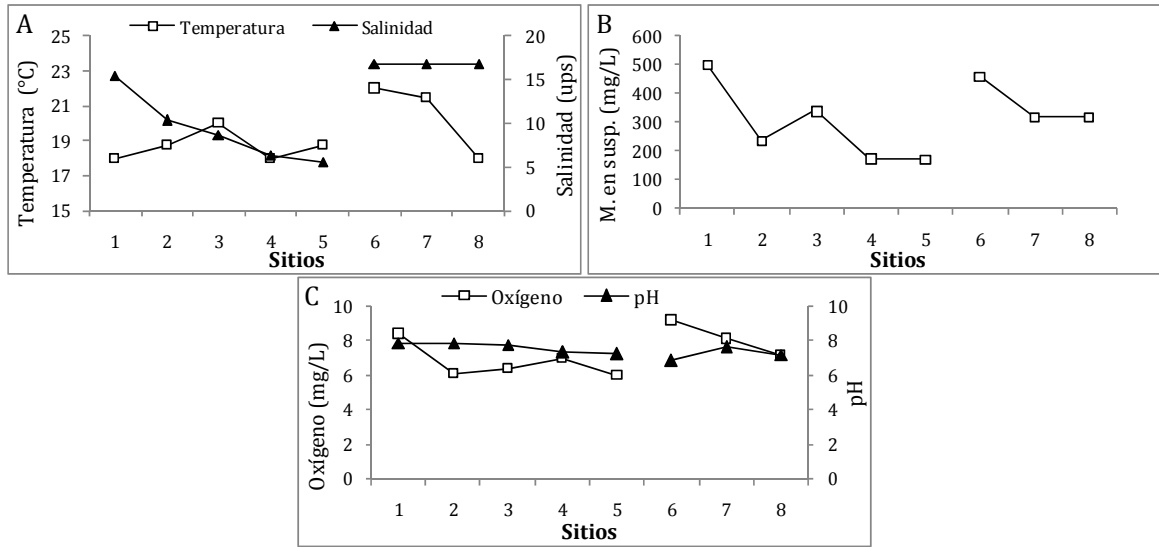 A
Temperatura
Salinidad
Temperatura (°C)
25
23
21
19
17
15
20
15
10
5
0
Salinidad (ups)
1 2 3 4 5 6 7 8
Sitios
B
M. en susp. (mg/L)
600
500
400
300
200
100
0
1 2 3 4 5 6 7 8
Sitios
C
Oxígeno
pH
Oxígeno (mg/L)
10
8
6
4
2
0
10
8
6
4
2
0
pH
1 2 3 4 5 6 7 8
Sitios